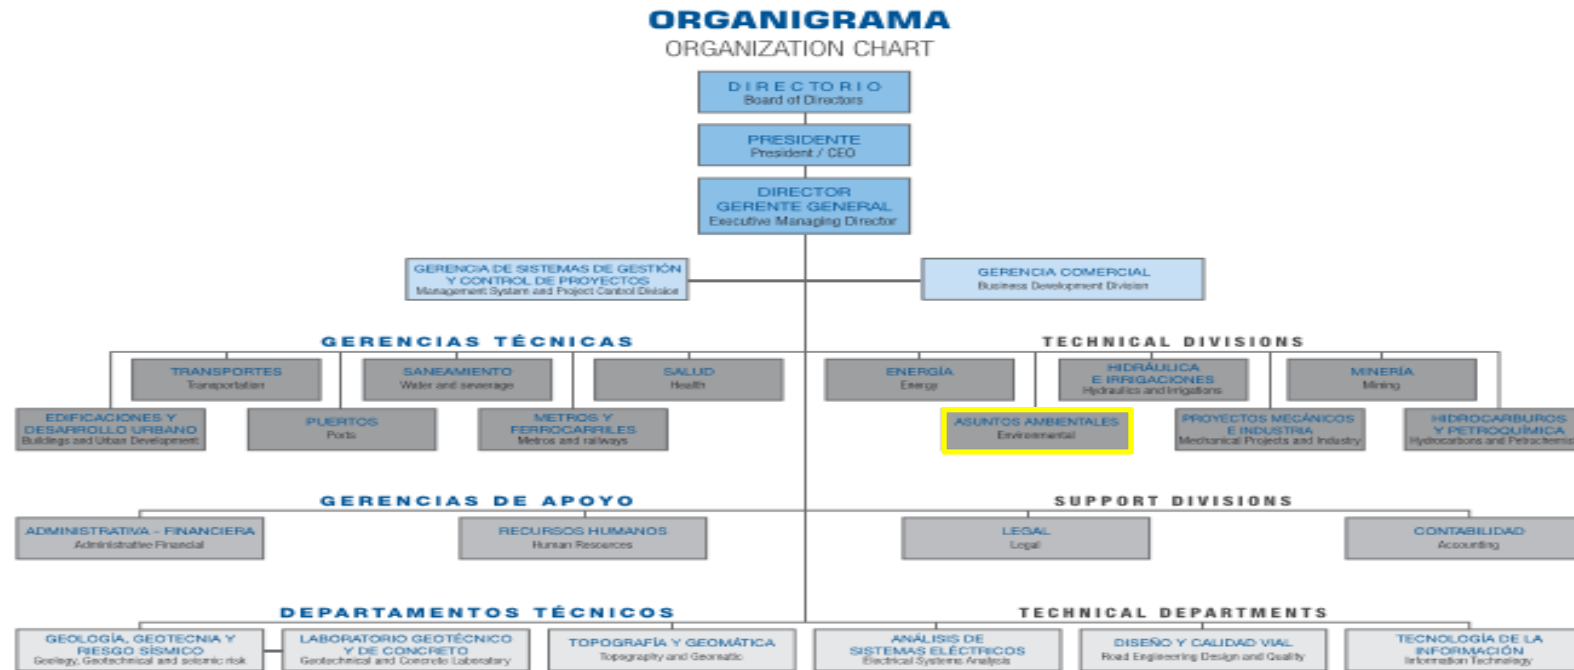 ORGANIGRAMA
ORGANIZATION CHART
DIRECTORIO
Board of Directors
PRESIDENTE
President / CEO
DIRECTOR
GERENTE GENERAL
Executive Managing Director
GERENCIA DE SISTEMAS DE GESTIÓN
Y CONTROL DE PROYECTOS
Management System and Project Control Division
GERENCIA COMERCIAL
Business Development Division
GERENCIAS TÉCNICAS
TECHNICAL DIVISIONS
TRANSPORTES
Transportation
SANEAMIENTO
Water and sewerage
SALUD
Health
ENERGÍA
Energy
HIDRÁULICA
E IRRIGACIONES
Hydraulics and Irrigations
MINERÍA
Mining
EDIFICACIONES Y
DESARROLLO URBANO
Buildings and Urban Development
PUERTOS
Ports
METROS Y
FERROCARRILES
Metros and railways
ASUNTOS AMBIENTALES
Environmental
PROYECTOS MECÁNICOS
E INDUSTRIA
Mechanical Projects and Industry
HIDROCARBUROS
Y PETROQUÍMICA
Hydrocarbons and
GERENCIAS DE APOYO
SUPPORT DIVISIONS
ADMINISTRATIVA - FINANCIERA
Administrative Financial
RECURSOS HUMANOS
Human Resources
LEGAL
Legal
CONTABILIDAD
Accounting
DEPARTAMENTOS TÉCNICOS
TECHNICAL DEPARTMENTS
GEOLOGÍA, GEOTECNIA Y
RIESGO SÍSMICO
Geology, Geotechnical and seismic risk
LABORATORIO GEOTÉCNICO
Y DE CONCRETO
Geotechnical and Concrete Laboratory
TOPOGRAFÍA Y GEOMÁTICA
Topography and Geomatic
ANÁLISIS DE
SISTEMAS ELÉCTRICOS
Electrical Systems Analysis
DISEÑO Y CALIDAD VIAL
Road Engineering Design and Quality
TECNOLOGÍA DE LA
INFORMACIÓN
Information Technology